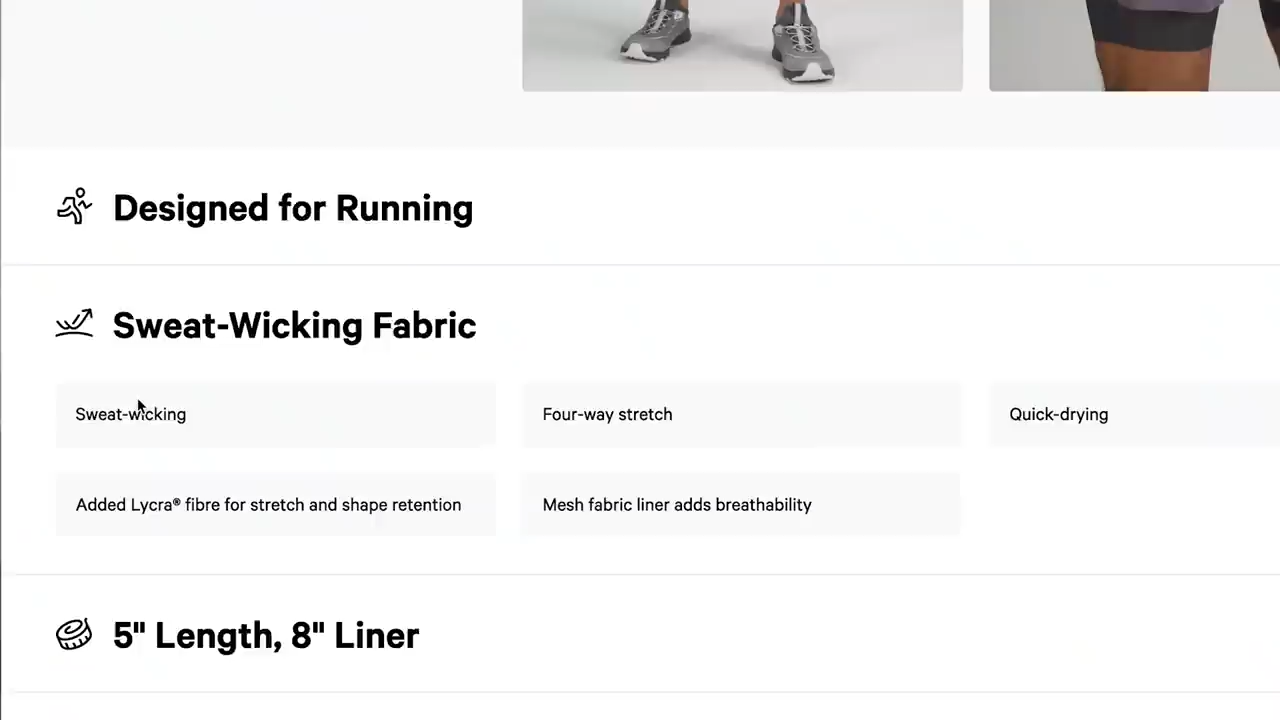 Designed for Running
Sweat-Wicking Fabric
Sweat-wicking
Four-way stretch
Quick-drying
Added Lycra® fibre for stretch and shape retention
Mesh fabric liner adds breathability
5" Length, 8" Liner